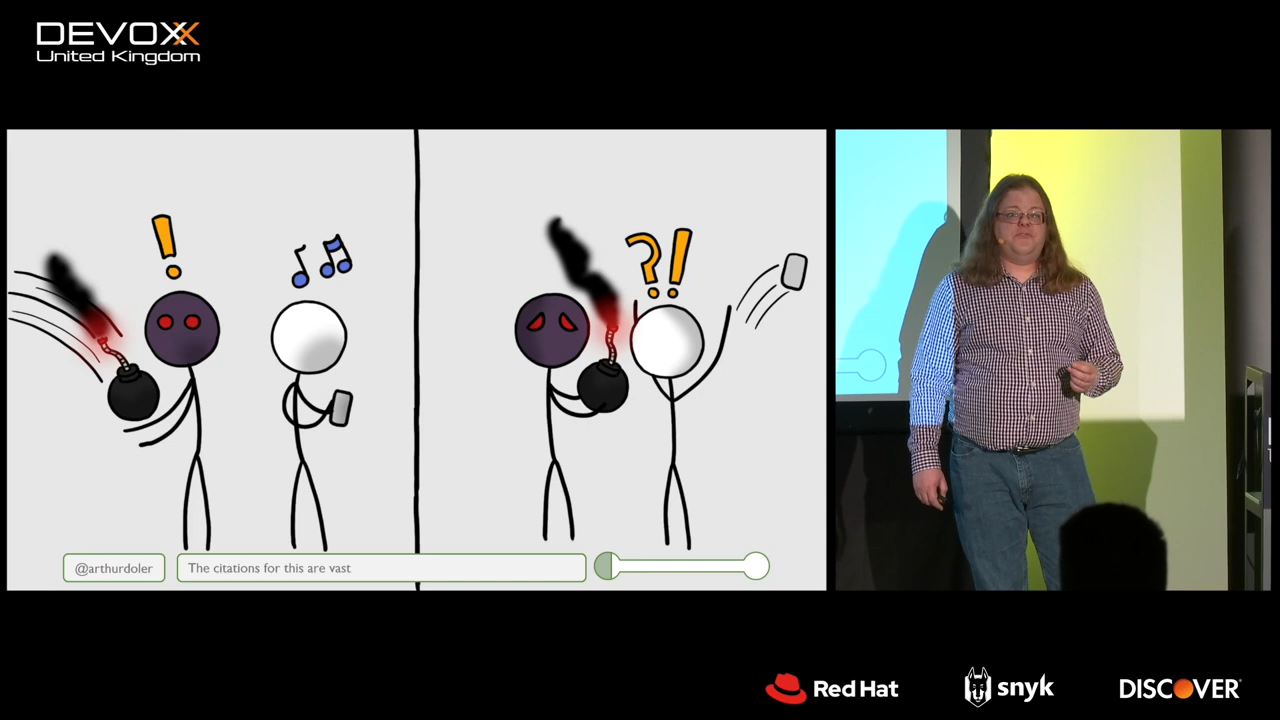 DEVOXX
United Kingdom
!
?!
@arthurdoler
The citations for this are vast
Red Hat
snyk
DISCOVER